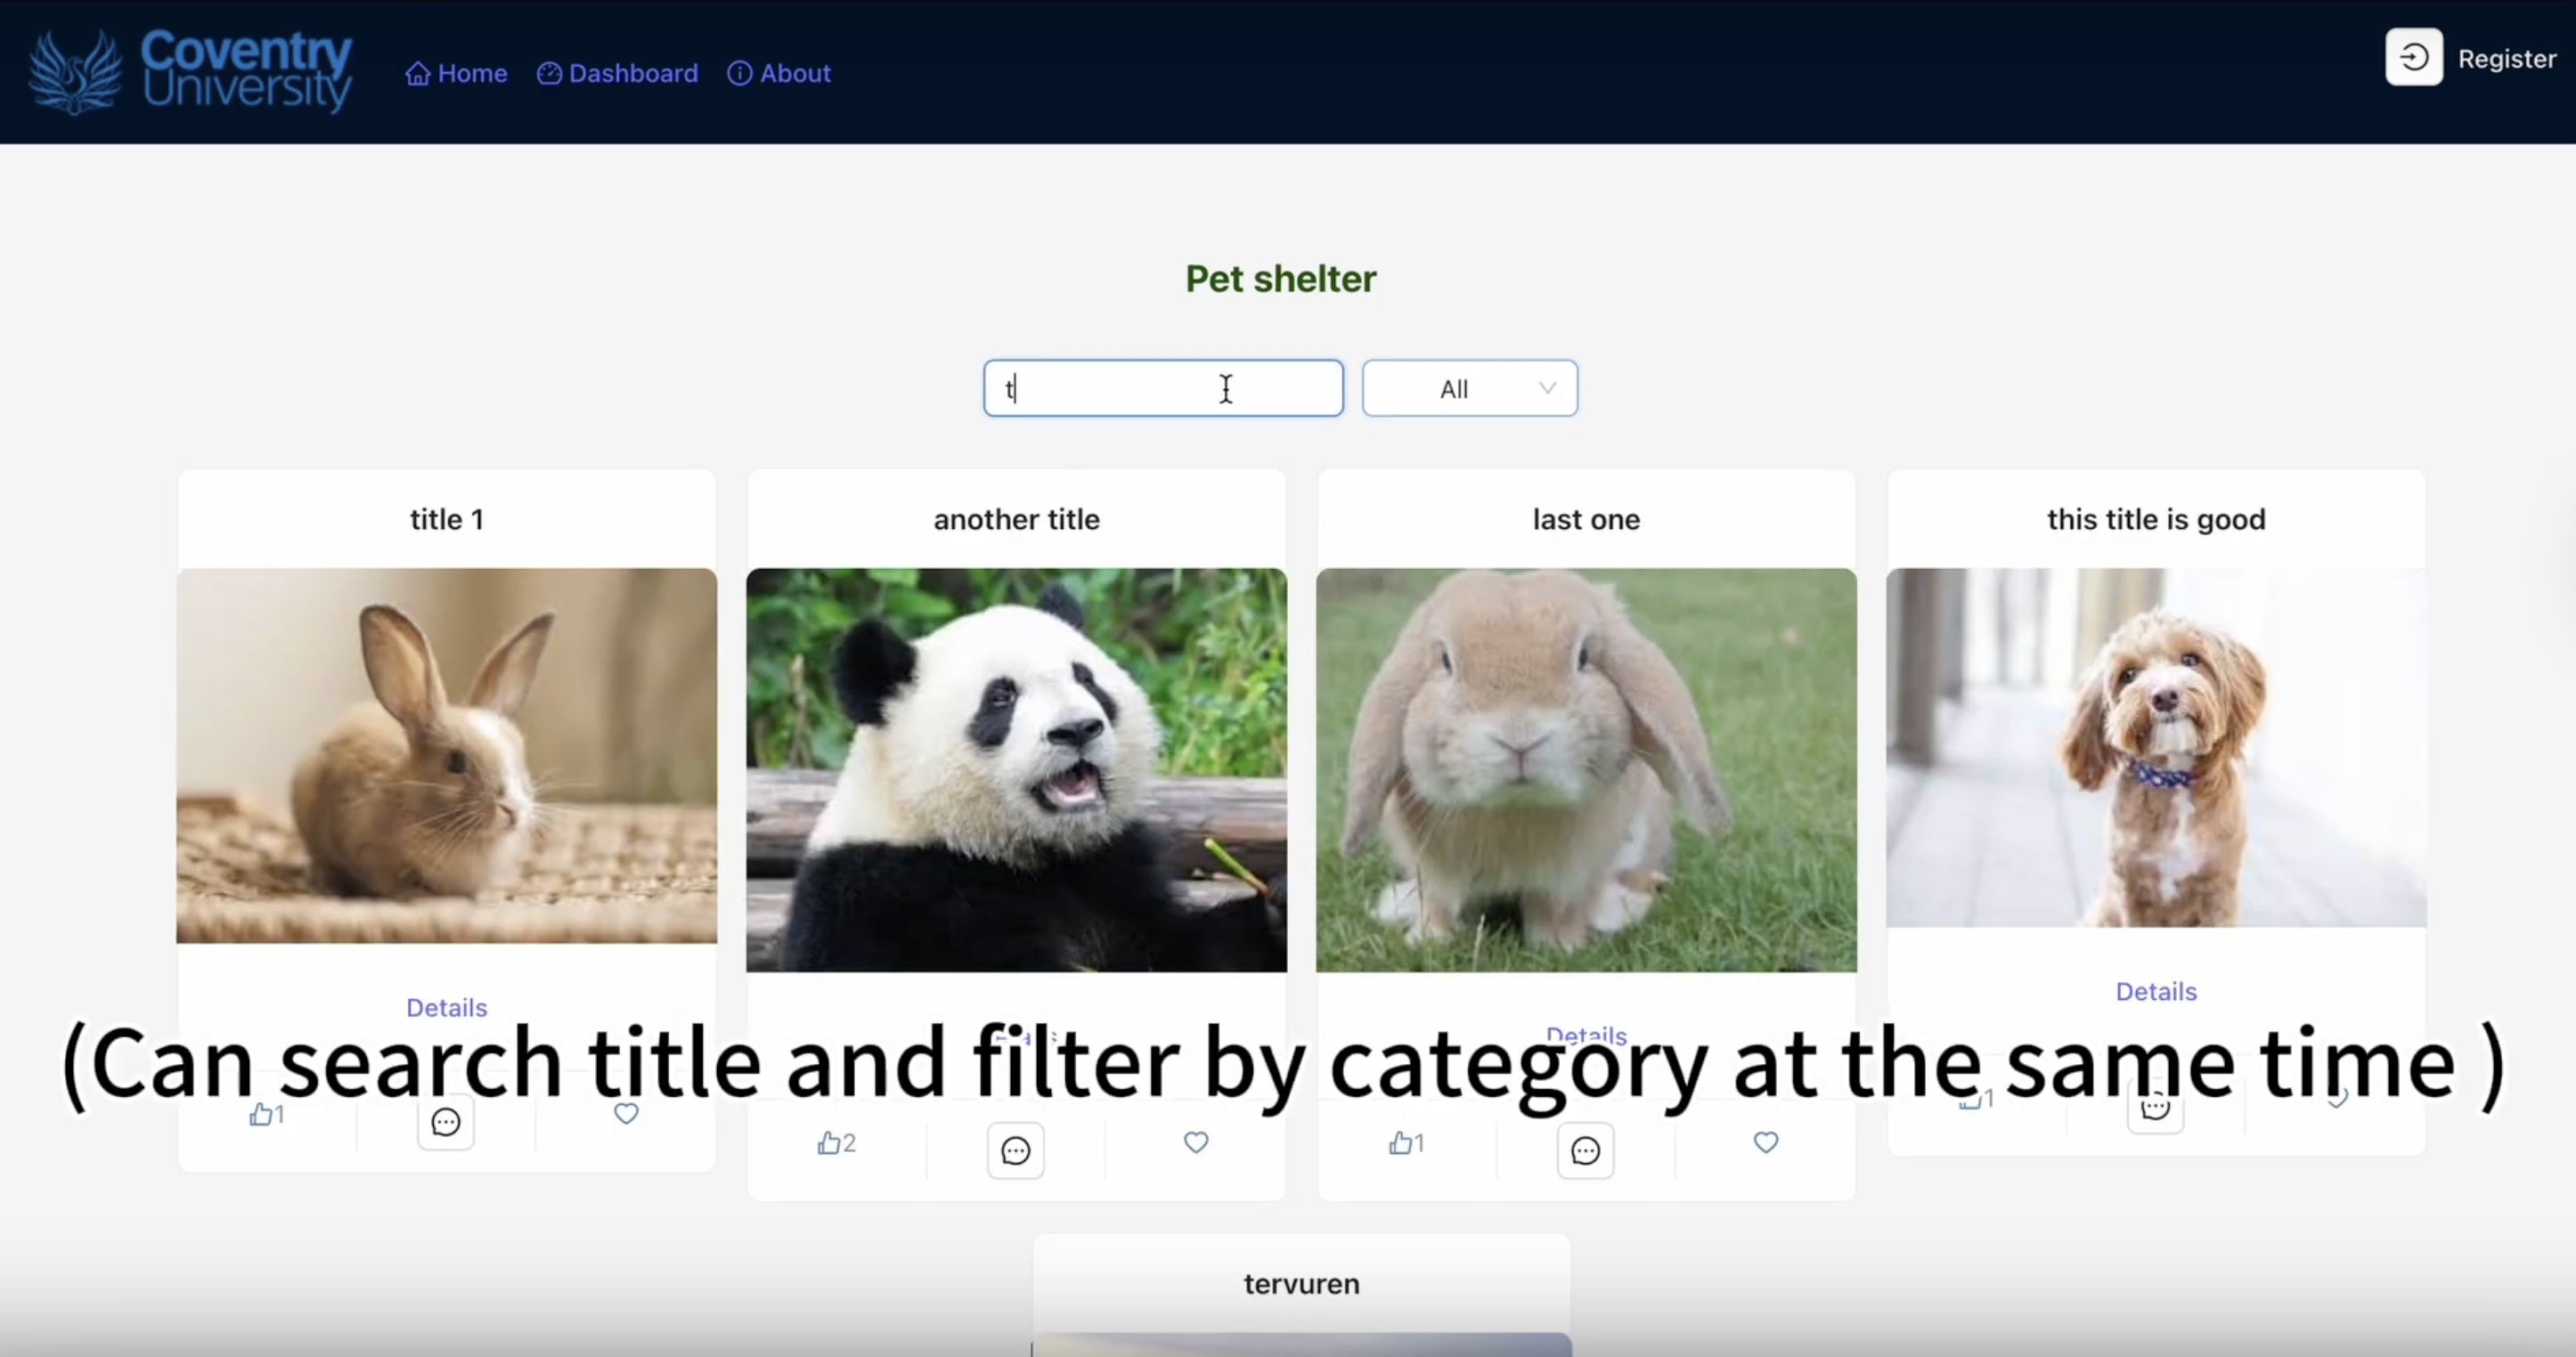 Coventry
University
Home
Dashboard
About
Register
Pet shelter
t
All
title 1
another title
last one
this title is good
Details
Details
Details
(Can search title and filter by category at the same time )
1
2
1
1
tervuren